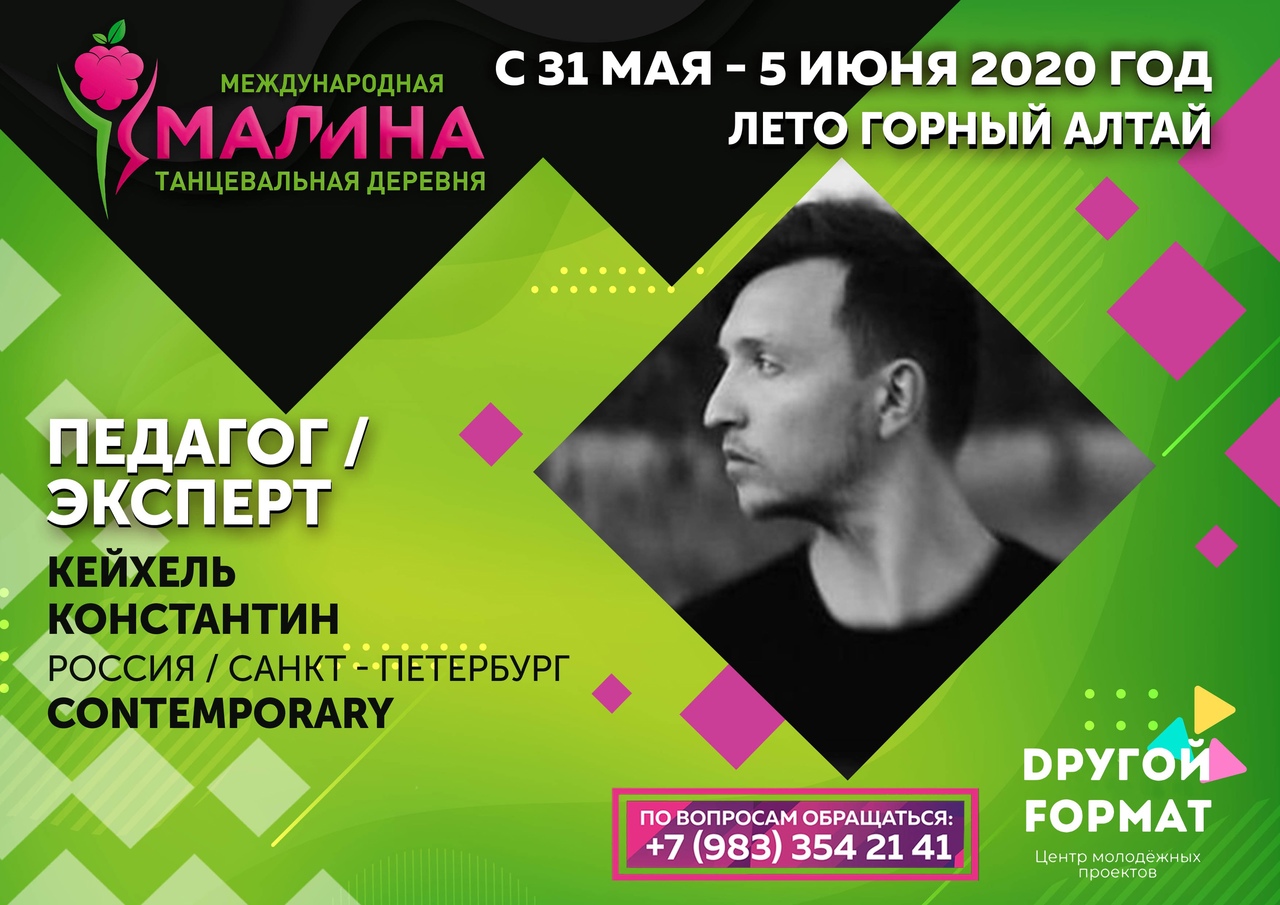 МЕЖДУНАРОДНАЯ
МАЛИНА
ТАНЦЕВАЛЬНАЯ ДЕРЕВНЯ
С 31 МАЯ - 5 ИЮНЯ 2020 ГОД
ЛЕТО ГОРНЫЙ АЛТАЙ
ПЕДАГОГ /
ЭКСПЕРТ
КЕЙХЕЛЬ
КОНСТАНТИН
РОССИЯ / САНКТ - ПЕТЕРБУРГ
CONTEMPORARY
ПО ВОПРОСАМ ОБРАЩАТЬСЯ:
+7 (983) 354 21 41
DРУГОЙ
FОРМАТ
Центр молодёжных
проектов